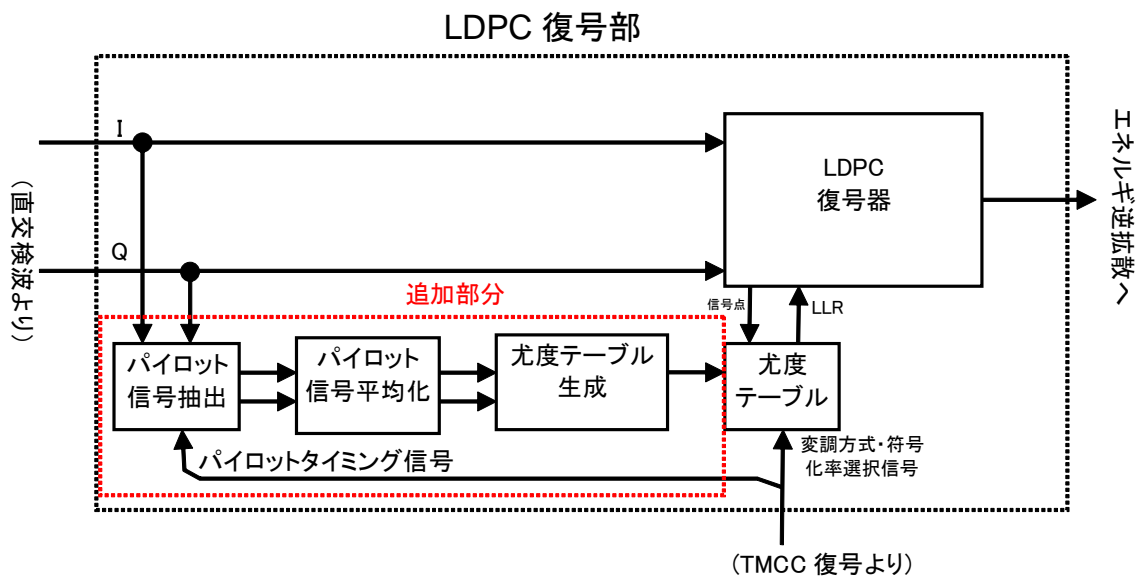 LDPC 復号部
I
Q
(直交検波より)
LDPC
復号器
エネルギ逆拡散へ
追加部分
信号点
LLR
パイロット
信号抽出
パイロット
信号平均化
尤度テーブル
生成
尤度
テーブル
パイロットタイミング信号
変調方式・符号
化率選択信号
(TMCC 復号より)